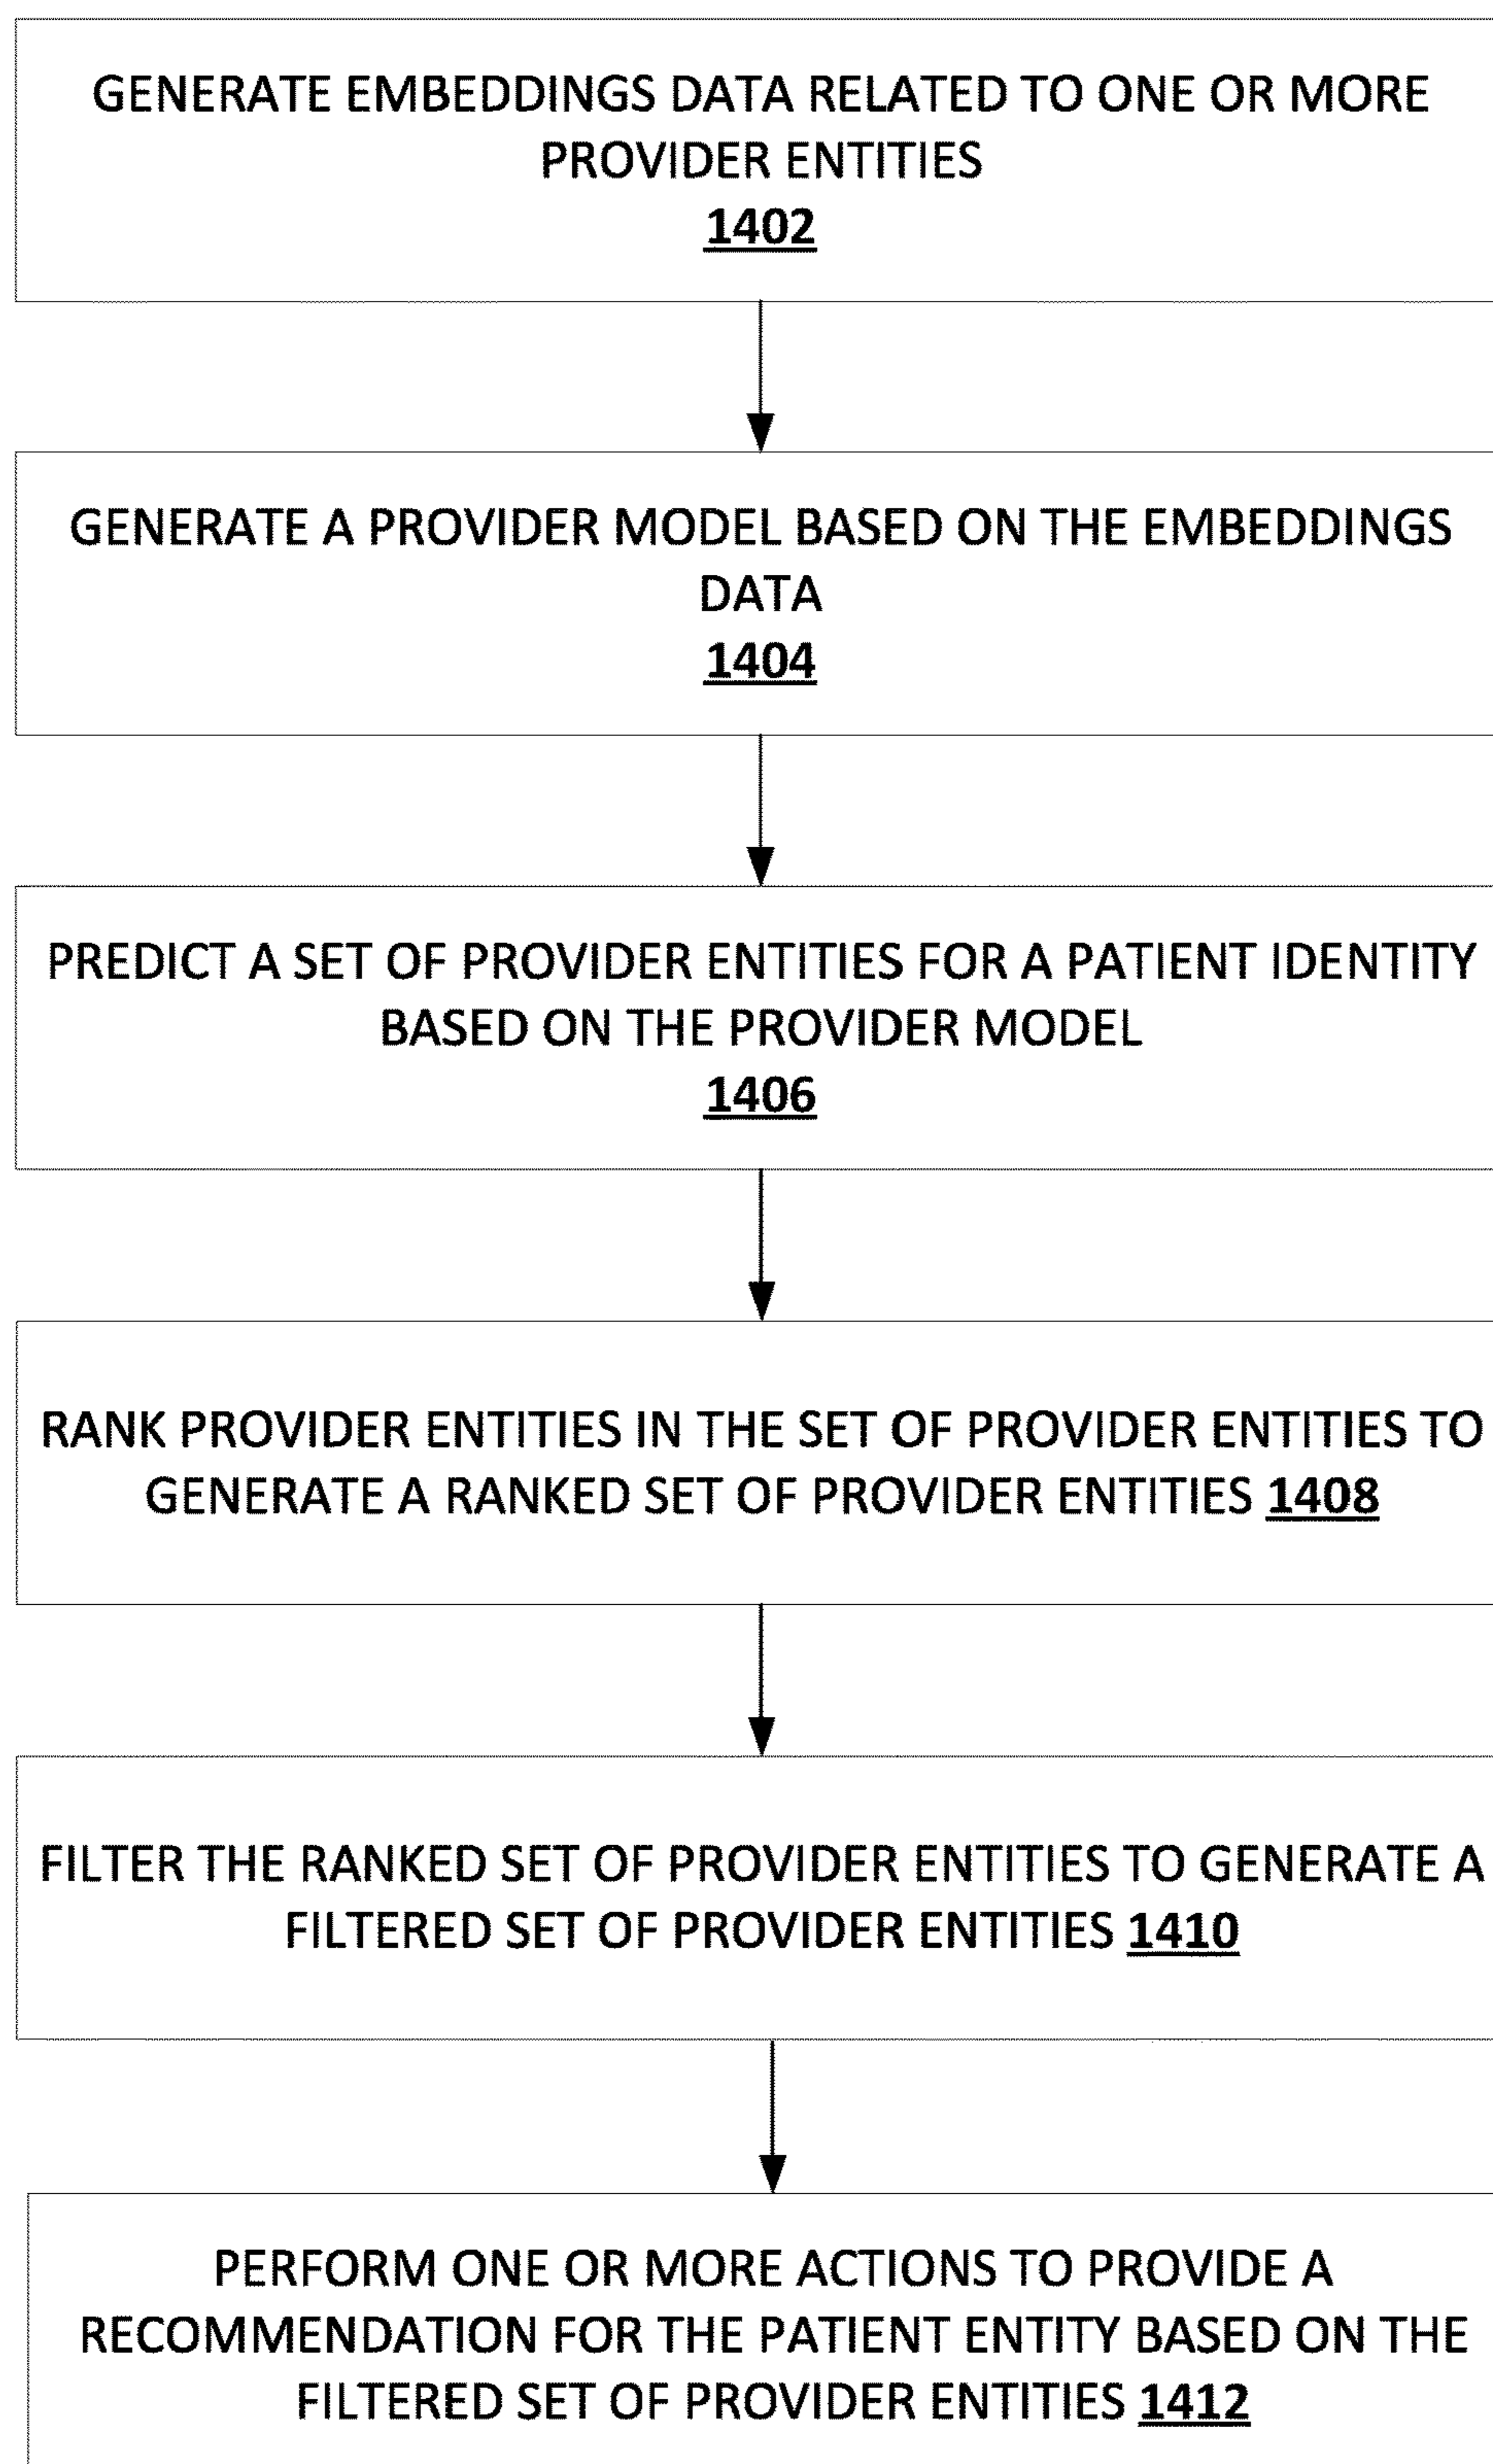 GENERATE EMBEDDINGS DATA RELATED TO ONE OR MORE
PROVIDER ENTITIES
1402
GENERATE A PROVIDER MODEL BASED ON THE EMBEDDINGS
DATA
1404
PREDICT A SET OF PROVIDER ENTITIES FOR A PATIENT IDENTITY
BASED ON THE PROVIDER MODEL
1406
RANK PROVIDER ENTITIES IN THE SET OF PROVIDER ENTITIES TO
GENERATE A RANKED SET OF PROVIDER ENTITIES 1408
FILTER THE RANKED SET OF PROVIDER ENTITIES TO GENERATE A
FILTERED SET OF PROVIDER ENTITIES 1410
PERFORM ONE OR MORE ACTIONS TO PROVIDE A
RECOMMENDATION FOR THE PATIENT ENTITY BASED ON THE
FILTERED SET OF PROVIDER ENTITIES 1412